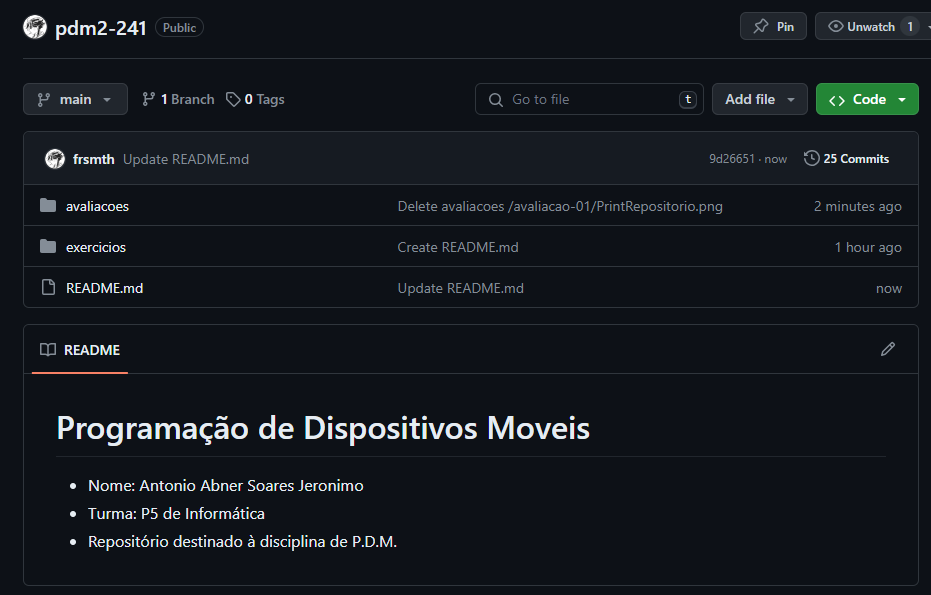 pdm2-241 Public Pin Unwatch 1
main 1 Branch 0 Tags Go to file t Add file Code
frsmth Update README.md 9d26651 · now 25 Commits
avaliacoes Delete avaliacoes /avaliacao-01/PrintRepositorio.png 2 minutes ago
exercicios Create README.md 1 hour ago
README.md Update README.md now
README
Programação de Dispositivos Moveis
Nome: Antonio Abner Soares Jeronimo
Turma: P5 de Informática
Repositório destinado à disciplina de P.D.M.